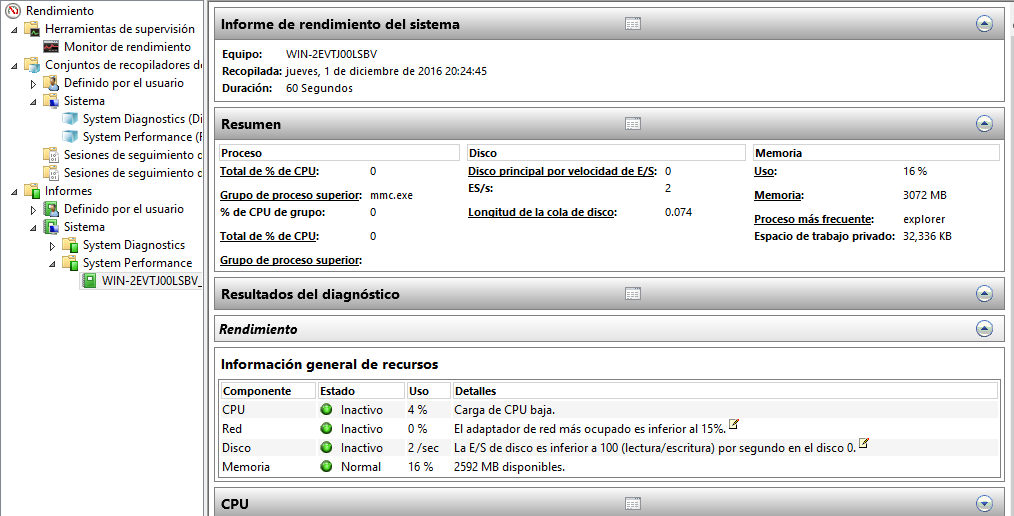 Rendimiento
Herramientas de supervisión
Monitor de rendimiento
Conjuntos de recopiladores de
Definido por el usuario
Sistema
System Diagnostics (Di
System Performance (F
Sesiones de seguimiento c
Sesiones de seguimiento c
Informes
Definido por el usuario
Sistema
System Diagnostics
System Performance
WIN-2EVTJ00LSBV_
Informe de rendimiento del sistema
Equipo: WIN-2EVTJ00LSBV
Recopilada: jueves, 1 de diciembre de 2016 20:24:45
Duración: 60 Segundos
Resumen
Proceso
Total de % de CPU: 0
Grupo de proceso superior: mmc.exe
% de CPU de grupo: 0
Total de % de CPU: 0
Grupo de proceso superior:
Disco
Disco principal por velocidad de E/S: 0
ES/s: 2
Longitud de la cola de disco: 0.074
Memoria
Uso: 16 %
Memoria: 3072 MB
Proceso más frecuente: explorer
Espacio de trabajo privado: 32,336 KB
Resultados del diagnóstico
Rendimiento
Información general de recursos
Componente Estado Uso Detalles
CPU Inactivo 4 % Carga de CPU baja.
Red Inactivo 0 % El adaptador de red más ocupado es inferior al 15%.
Disco Inactivo 2 /sec La E/S de disco es inferior a 100 (lectura/escritura) por segundo en el disco 0.
Memoria Normal 16 % 2592 MB disponibles.
CPU